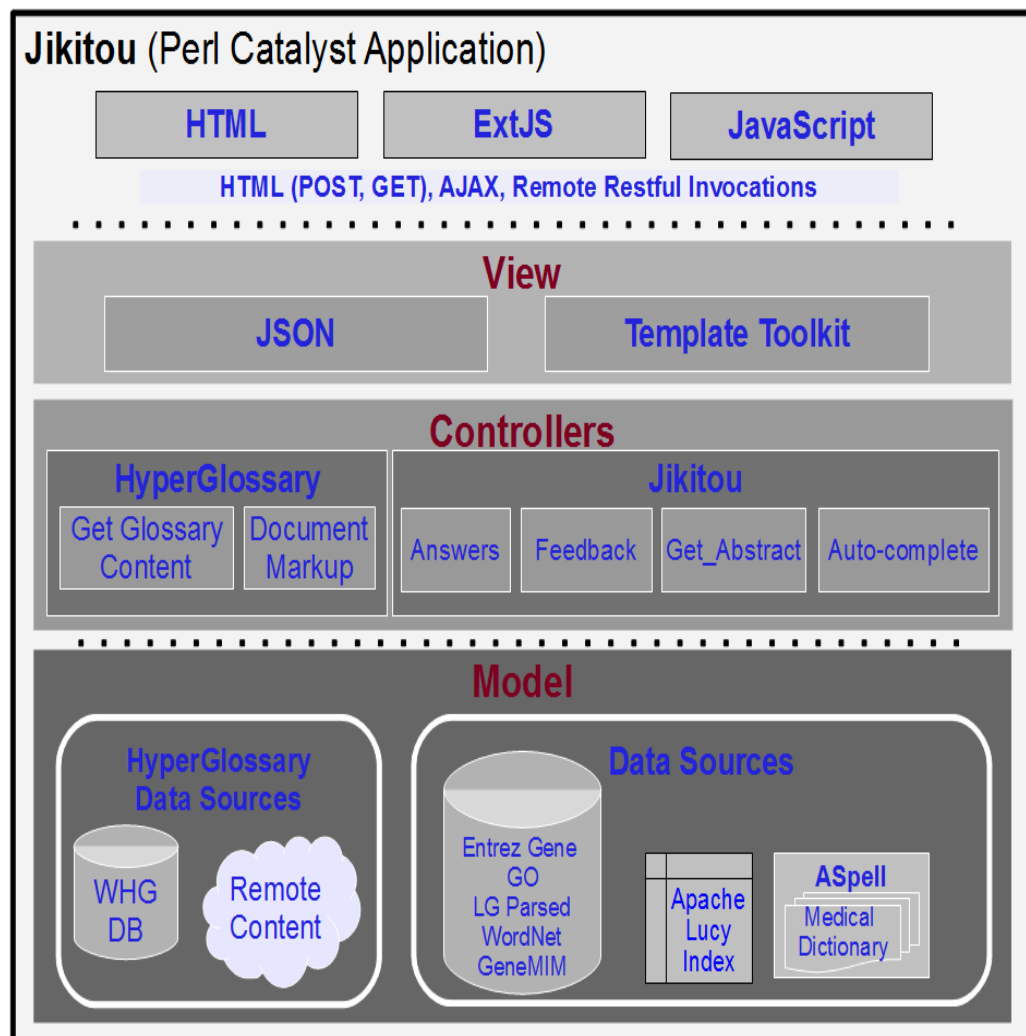 Jikitou (Perl Catalyst Application)
HTML
ExtJS
JavaScript
HTML (POST, GET), AJAX, Remote Restful Invocations
View
JSON
Template Toolkit
Controllers
HyperGlossary
Get Glossary
Content
Document
Markup
Jikitou
Answers
Feedback
Get_Abstract
Auto-complete
Model
HyperGlossary
Data Sources
WHG
DB
Remote
Content
Data Sources
Entrez Gene
GO
LG Parsed
WordNet
GeneMIM
Apache
Lucy
Index
ASpell
Medical
Dictionary